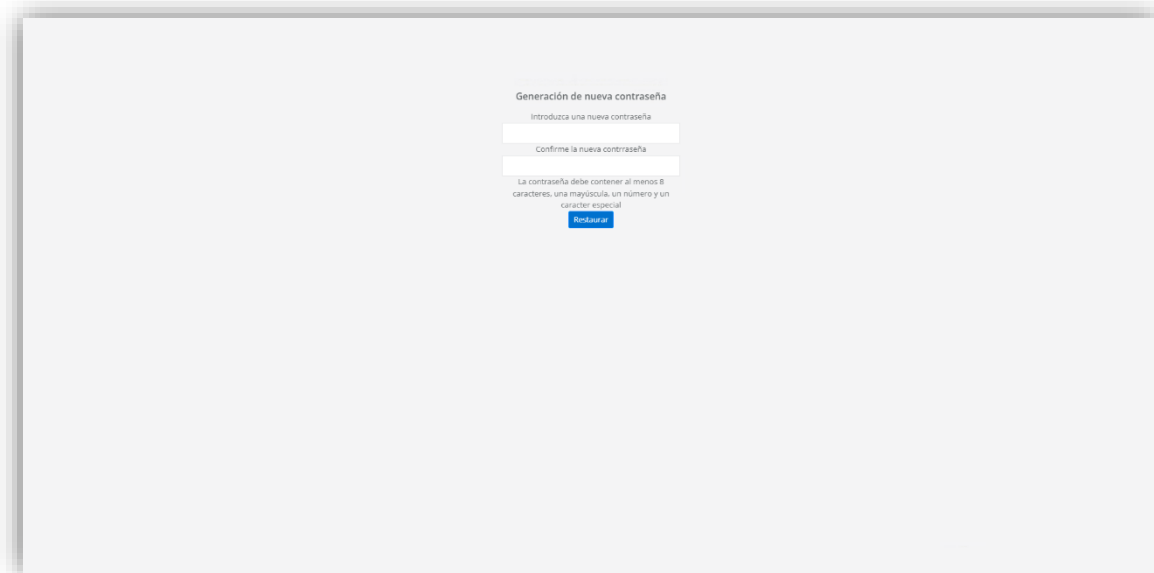 Generación de nueva contraseña
Introduzca una nueva contraseña
Confirme la nueva contrraseña
La contraseña debe contener al menos 8
caracteres, una mayúscula, un número y un
caracter especial
Restaurar